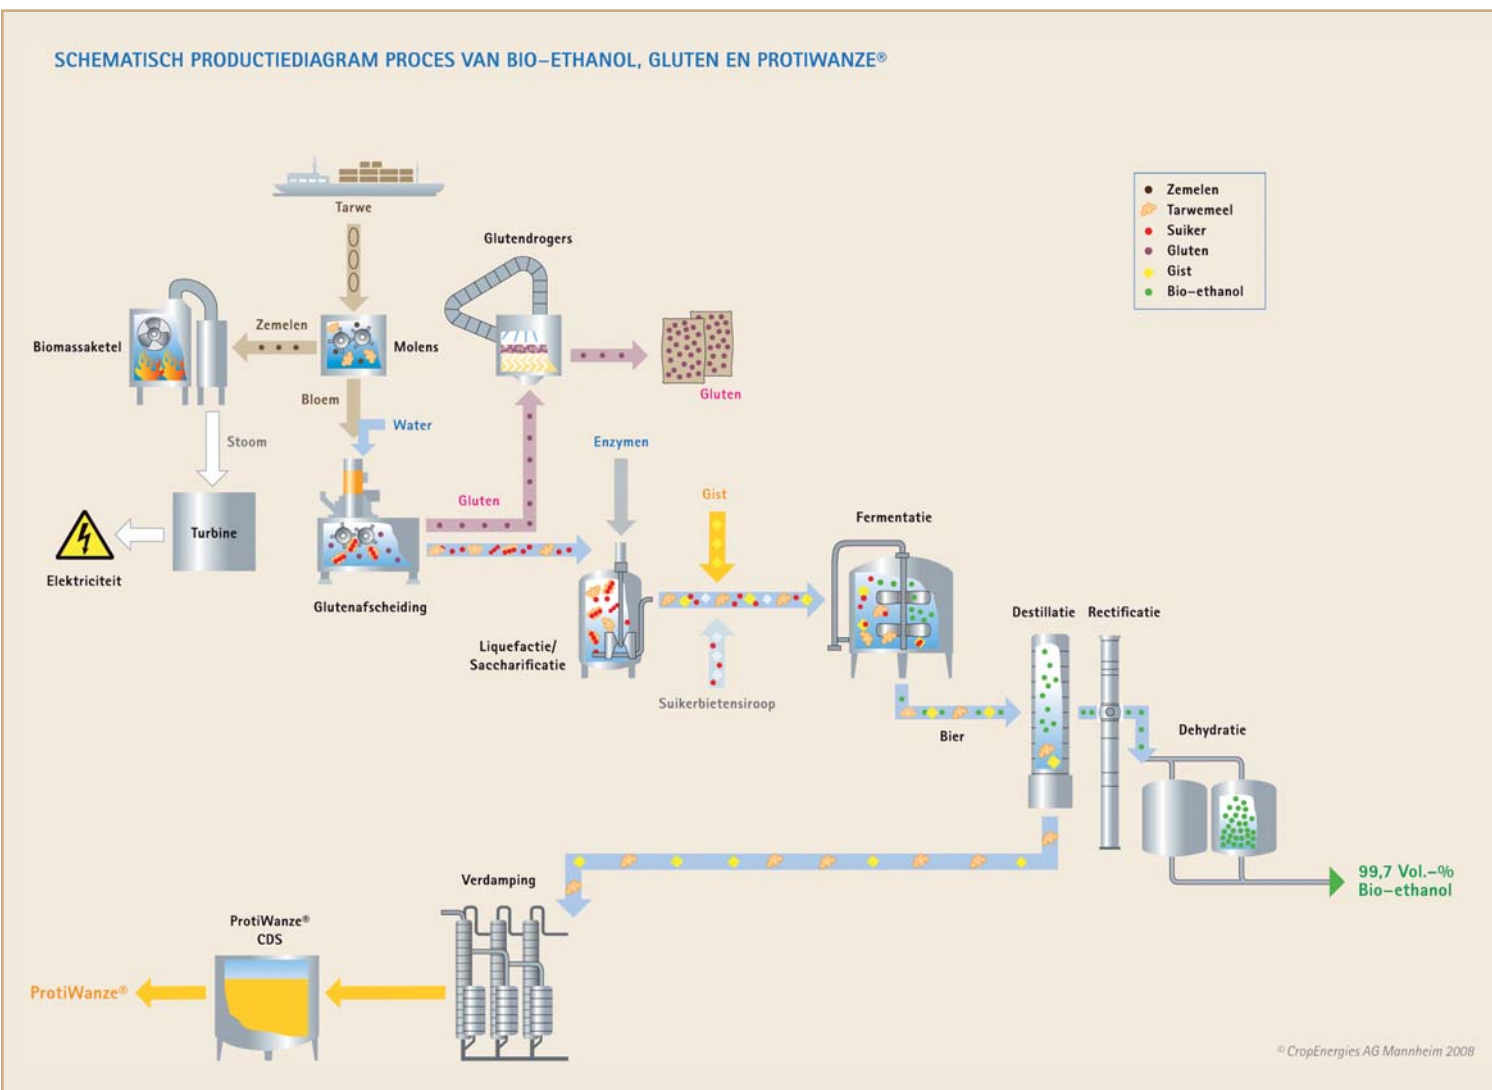 SCHEMATISCH PRODUCTIEDIAGRAM PROCES VAN BIO–ETHANOL, GLUTEN EN PROTIWANZE®
Tarwe
Zemelen
Tarwemeel
Suiker
Gluten
Gist
Bio–ethanol
Glutendrogers
Zemelen
Biomassaketel
Molens
Gluten
Bloem
Water
Stoom
Enzymen
Gluten
Gist
Fermentatie
Turbine
Elektriciteit
Glutenafscheiding
Destillatie
Rectificatie
Liquefactie/
Saccharificatie
Suikerbietensiroop
Bier
Dehydratie
99,7 Vol.–%
Bio–ethanol
Verdamping
ProtiWanze®
CDS
ProtiWanze®
© CropEnergies AG Mannheim 2008